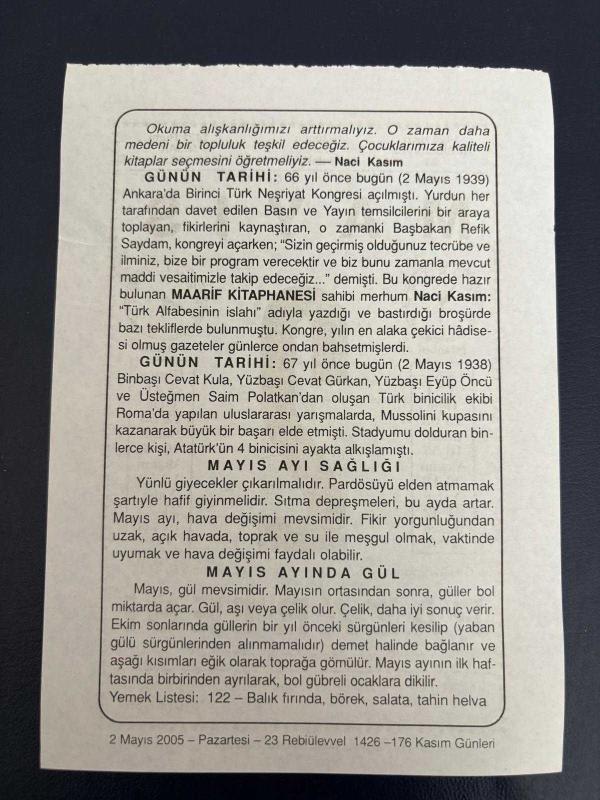 Okuma alışkanlığımızı arttırmalıyız. O zaman daha
medeni bir topluluk teşkil edeceğiz. Çocuklarımıza kaliteli
kitaplar seçmesini öğretmeliyiz. — Naci Kasım
GÜNÜN TARİHİ: 66 yıl önce bugün (2 Mayıs 1939)
Ankara'da Birinci Türk Neşriyat Kongresi açılmıştı. Yurdun her
tarafından davet edilen Basın ve Yayın temsilcilerini bir araya
toplayan, fikirlerini kaynaştıran, o zamanki Başbakan Refik
Saydam, kongreyi açarken; "Sizin geçirmiş olduğunuz tecrübe ve
ilminiz, bize bir program verecektir ve biz bunu zamanla mevcut
maddi vesaitimizle takip edeceğiz..." demişti. Bu kongrede hazır
bulunan MAARİF KİTAPHANESİ sahibi merhum Naci Kasım:
"Türk Alfabesinin islahı" adıyla yazdığı ve bastırdığı broşürde
bazı tekliflerde bulunmuştu. Kongre, yılın en alaka çekici hâdise-
si olmuş gazeteler günlerce ondan bahsetmişlerdi.
GÜNÜN TARİHİ: 67 yıl önce bugün (2 Mayıs 1938)
Binbaşı Cevat Kula, Yüzbaşı Cevat Gürkan, Yüzbaşı Eyüp Öncü
ve Üsteğmen Saim Polatkan'dan oluşan Türk binicilik ekibi
Roma'da yapılan uluslararası yarışmalarda, Mussolini kupasını
kazanarak büyük bir başarı elde etmişti. Stadyumu dolduran bin-
lerce kişi, Atatürk'ün 4 binicisini ayakta alkışlamıştı.
MAYIS AYI SAĞLIĞI
Yünlü giyecekler çıkarılmalıdır. Pardösüyü elden atmamak
şartıyle hafif giyinmelidir. Sıtma depreşmeleri, bu ayda artar.
Mayıs ayı, hava değişimi mevsimidir. Fikir yorgunluğundan
uzak, açık havada, toprak ve su ile meşgul olmak, vaktinde
uyumak ve hava değişimi faydalı olabilir.
MAYIS AYINDA GÜL
Mayıs, gül mevsimidir. Mayısın ortasından sonra, güller bol
miktarda açar. Gül, aşı veya çelik olur. Çelik, daha iyi sonuç verir.
Ekim sonlarında güllerin bir yıl önceki sürgünleri kesilip (yaban
gülü sürgünlerinden alınmamalıdır) demet halinde bağlanır ve
aşağı kısımları eğik olarak toprağa gömülür. Mayıs ayının ilk haf-
tasında birbirinden ayrılarak, bol gübreli ocaklara dikilir.
Yemek Listesi: 122 – Balık fırında, börek, salata, tahin helva
2 Mayıs 2005 – Pazartesi – 23 Rebiülevvel 1426 –176 Kasım Günleri